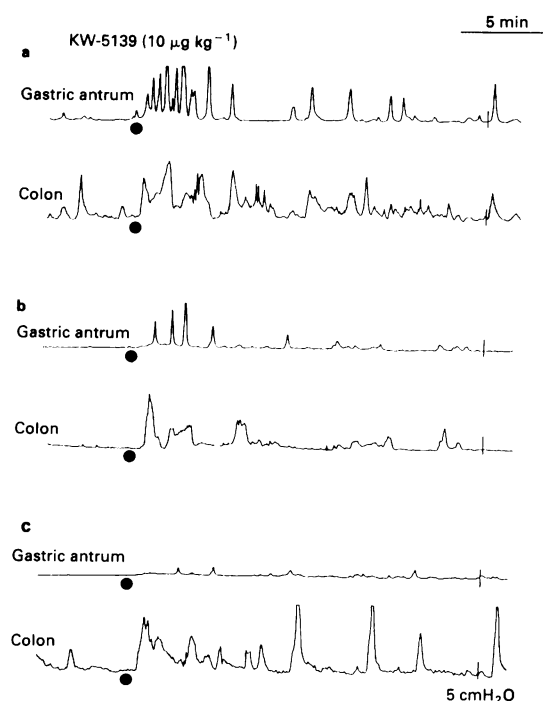 5 min
KW-5139 (10 μg kg⁻¹)
a
Gastric antrum
Colon
b
Gastric antrum
Colon
c
Gastric antrum
Colon
5 cmH₂O